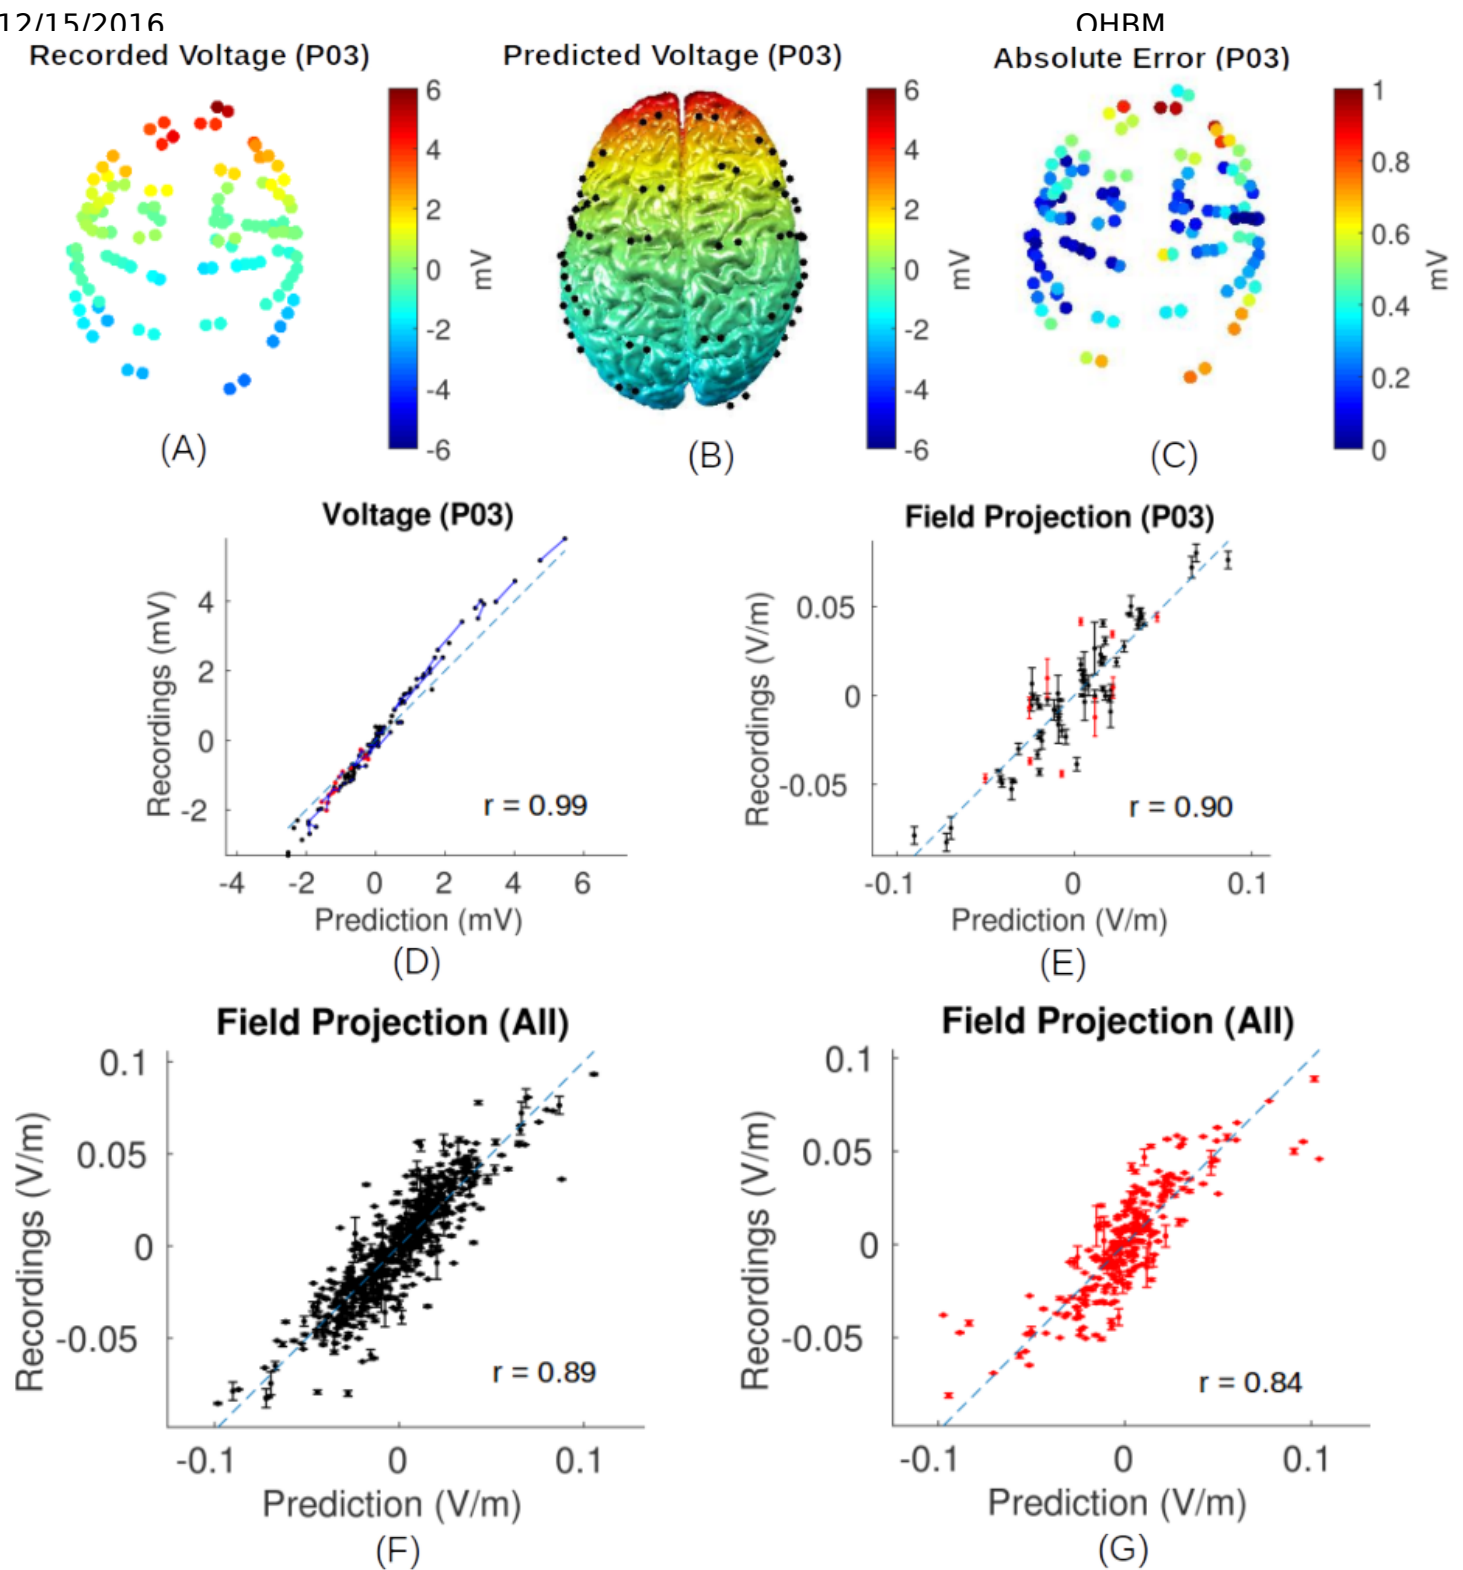 12/15/2016 OHBM
Recorded Voltage (P03) Predicted Voltage (P03) Absolute Error (P03)
6 6 1
4 4 0.8
2 2 0.6
0 mV 0 mV mV
-2 -2 0.4
-4 -4 0.2
-6 -6 0
(A) (B) (C)
Voltage (P03) Field Projection (P03)
Recordings (mV) Recordings (V/m)
4 0.05
2 0
0 -0.05
-2
r = 0.99 r = 0.90
-4 -2 0 2 4 6 -0.1 0 0.1
Prediction (mV) Prediction (V/m)
(D) (E)
Field Projection (All) Field Projection (All)
Recordings (V/m) Recordings (V/m)
0.1 0.1
0.05 0.05
0 0
-0.05 -0.05
r = 0.89 r = 0.84
-0.1 0 0.1 -0.1 0 0.1
Prediction (V/m) Prediction (V/m)
(F) (G)